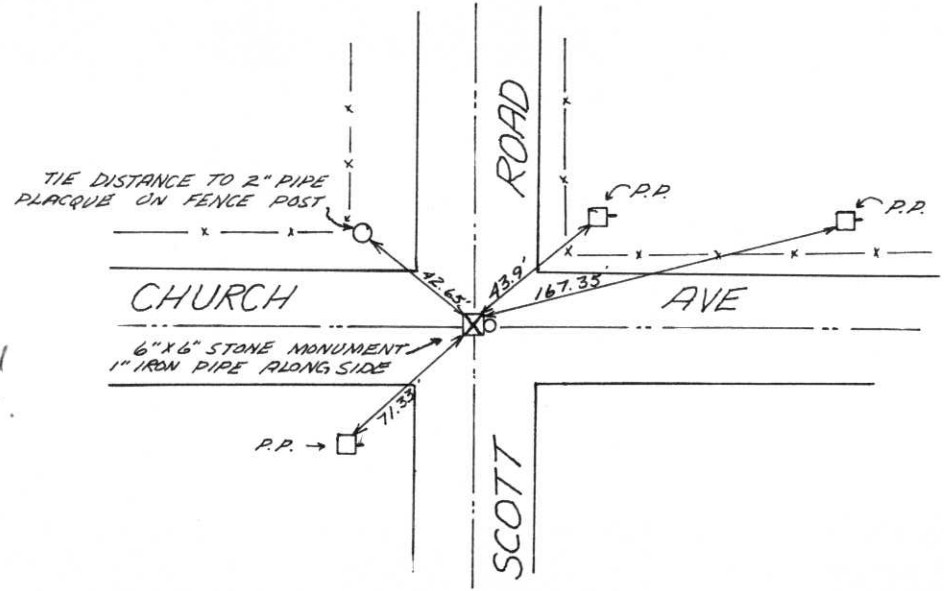 ROAD
TIE DISTANCE TO 2" PIPE
PLACQUE ON FENCE POST
P.P.
P.P.
42.65'
43.9'
167.35'
CHURCH
AVE
6"X6" STONE MONUMENT
1" IRON PIPE ALONG SIDE
71.33'
P.P.
SCOTT